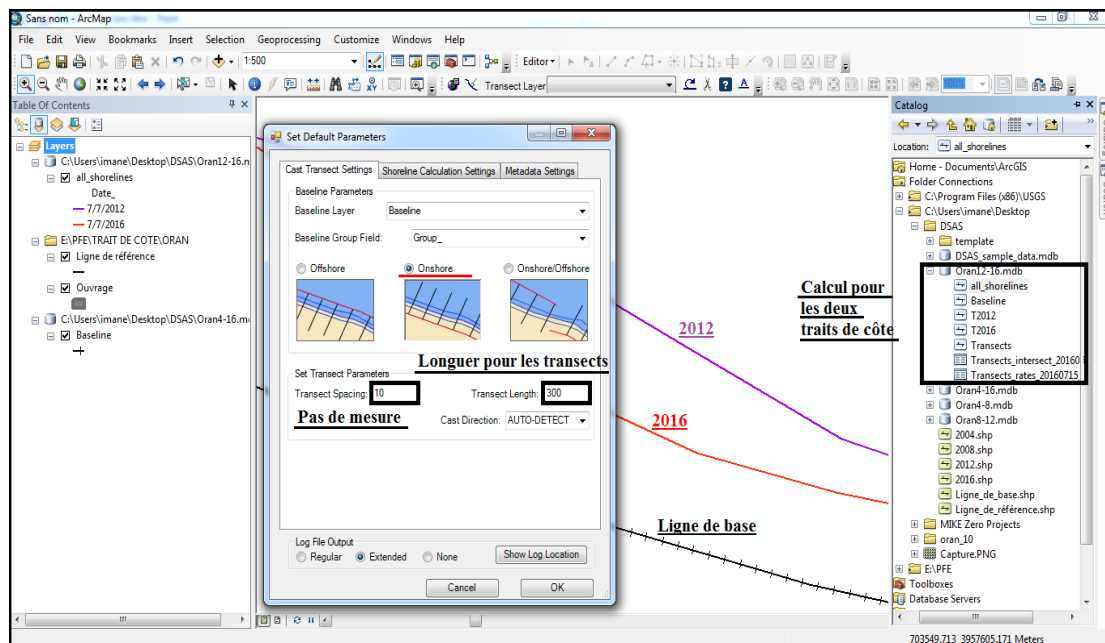 Sans nom - ArcMap
File Edit View Bookmarks Insert Selection Geoprocessing Customize Windows Help
1:500
Editor
Transect Layer
100%
Table Of Contents
Layers
C:\Users\imane\Desktop\DSAS\Oran12-16.m
all_shorelines
Date_
7/7/2012
7/7/2016
E:\PFE\TRAIT DE COTE\ORAN
Ligne de référence
Ouvrage
C:\Users\imane\Desktop\DSAS\Oran4-16.m
Baseline
Set Default Parameters
Cast Transect Settings Shoreline Calculation Settings Metadata Settings
Baseline Parameters
Baseline Layer Baseline
Baseline Group Field: Group_
Offshore Onshore Onshore/Offshore
Longuer pour les transects
Set Transect Parameters
Transect Spacing: 10 Transect Length: 300
Pas de mesure
Cast Direction: AUTO-DETECT
Log File Output
Regular Extended None Show Log Location
Cancel OK
2012
2016
Ligne de base
Calcul pour
les deux
traits de côte
Catalog
Location: all_shorelines
Home - Documents\ArcGIS
Folder Connections
C:\Program Files (x86)\USGS
C:\Users\imane\Desktop
DSAS
template
DSAS_sample_data.mdb
Oran12-16.mdb
all_shorelines
Baseline
T2012
T2016
Transects
Transects_intersect_20160
Transects_rates_20160715
Oran4-16.mdb
Oran4-8.mdb
Oran8-12.mdb
2004.shp
2008.shp
2012.shp
2016.shp
Ligne_de_base.shp
Ligne_de_référence.shp
MIKE Zero Projects
oran_10
Capture.PNG
E:\PFE
Toolboxes
Database Servers
703549.713 3957605.171 Meters